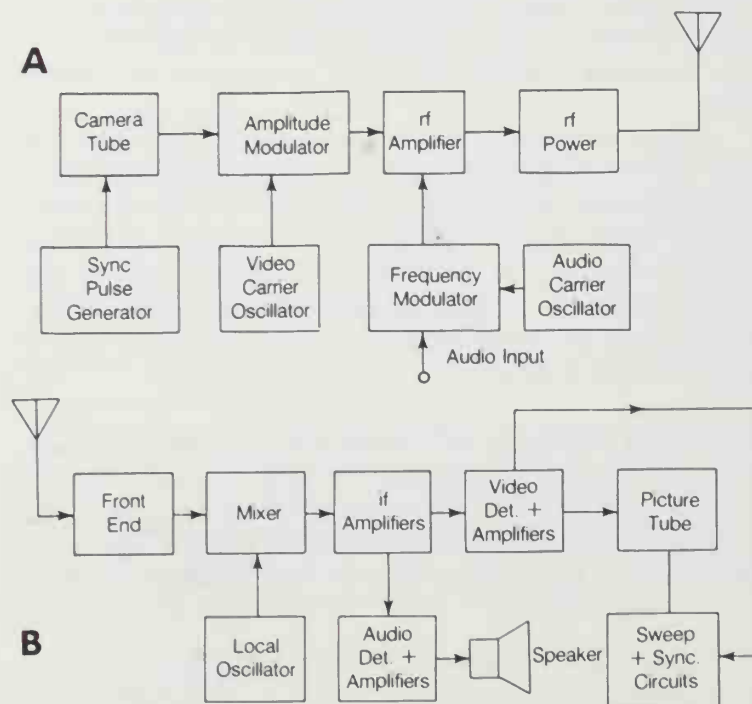 A
Camera
Tube
Amplitude
Modulator
rf
Amplifier
rf
Power
Sync
Pulse
Generator
Video
Carrier
Oscillator
Frequency
Modulator
Audio
Carrier
Oscillator
Audio Input
Front
End
Mixer
if
Amplifiers
Video
Det. +
Amplifiers
Picture
Tube
B
Local
Oscillator
Audio
Det. +
Amplifiers
Speaker
Sweep
+ Sync.
Circuits